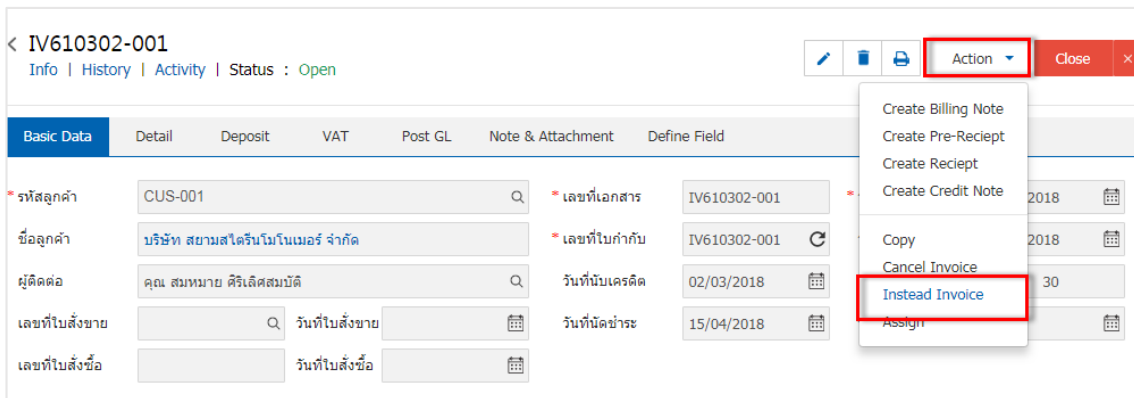 < IV610302-001
Info | History | Activity | Status : Open
Action Close ×
Create Billing Note
Create Pre-Reciept
Create Reciept
Create Credit Note
Copy
Cancel Invoice
Instead Invoice
Assign
Basic Data Detail Deposit VAT Post GL Note & Attachment Define Field
* รหัสลูกค้า CUS-001 * เลขที่เอกสาร IV610302-001 * 2018
ชื่อลูกค้า บริษัท สยามสไตรีนโมโนเมอร์ จำกัด * เลขที่ใบกำกับ IV610302-001 2018
ผู้ติดต่อ คุณ สมหมาย ศิริเลิศสมบัติ วันที่นับเครดิต 02/03/2018 30
เลขที่ใบสั่งขาย วันที่ใบสั่งขาย วันที่นัดชำระ 15/04/2018
เลขที่ใบสั่งซื้อ วันที่ใบสั่งซื้อ